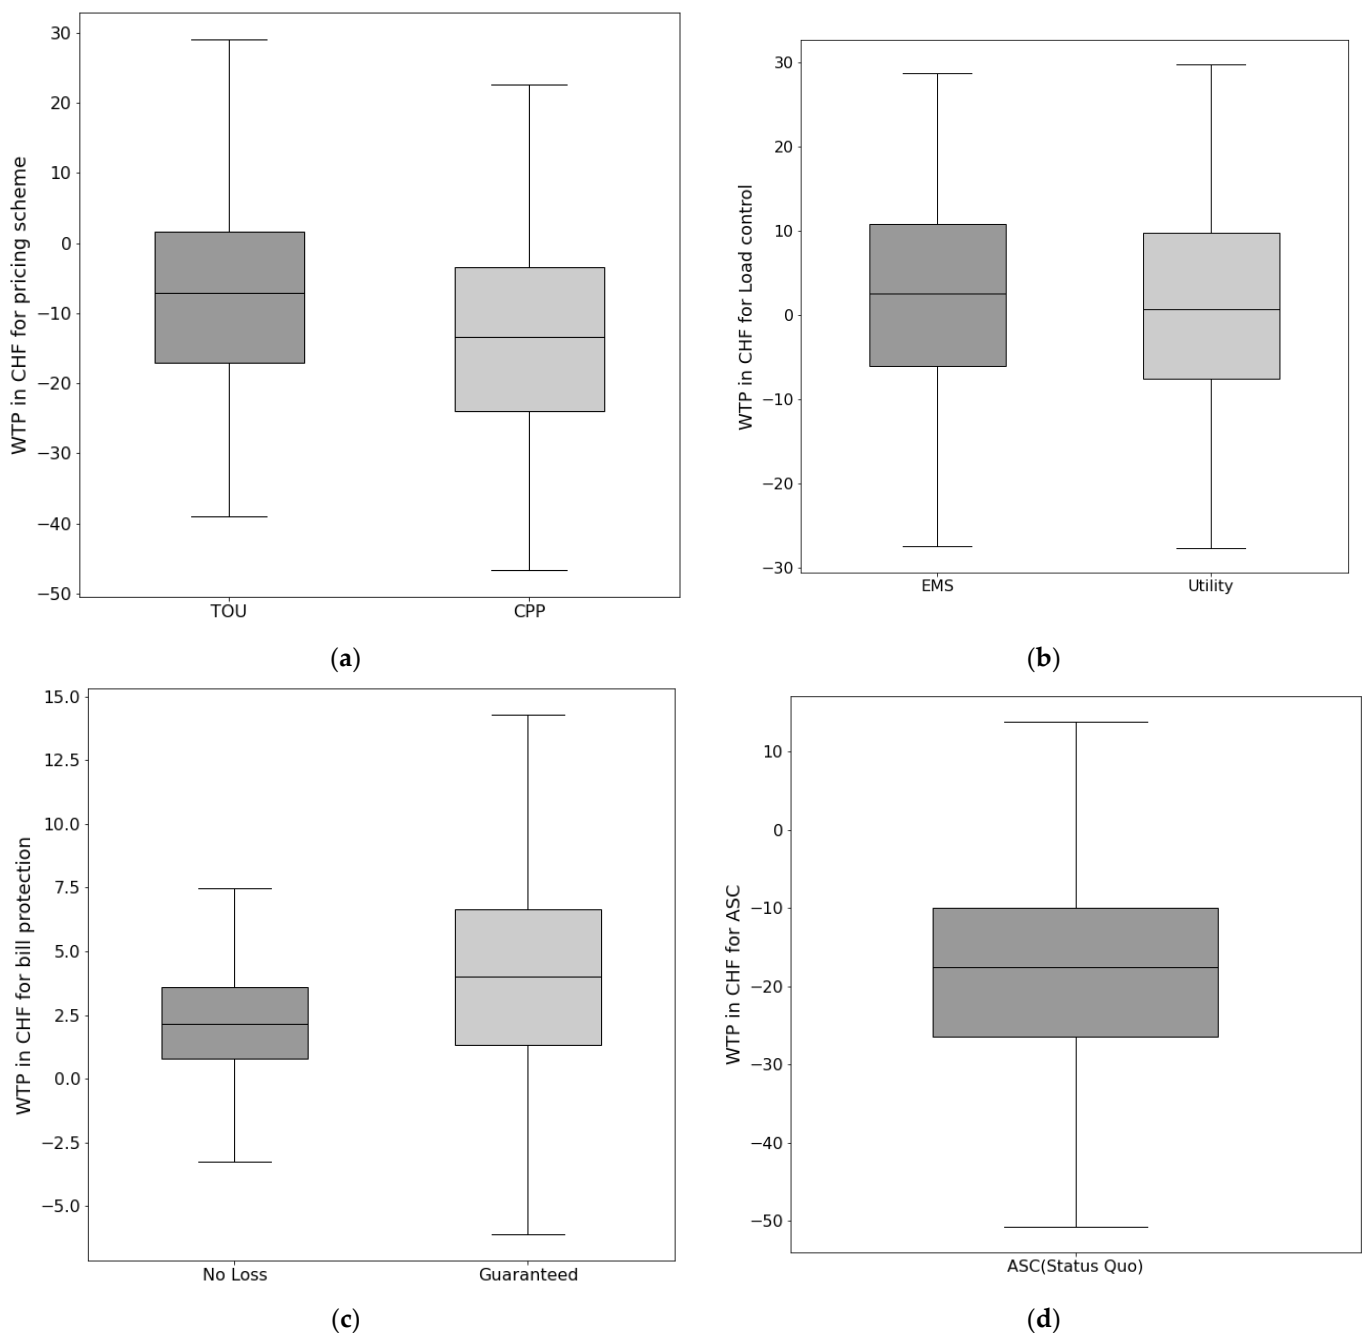 WTP in CHF for pricing scheme
30
20
10
0
−10
−20
−30
−40
−50
TOU
CPP
(a)
WTP in CHF for Load control
30
20
10
0
−10
−20
−30
EMS
Utility
(b)
WTP in CHF for bill protection
15.0
12.5
10.0
7.5
5.0
2.5
0.0
−2.5
−5.0
No Loss
Guaranteed
(c)
WTP in CHF for ASC
10
0
−10
−20
−30
−40
−50
ASC(Status Quo)
(d)